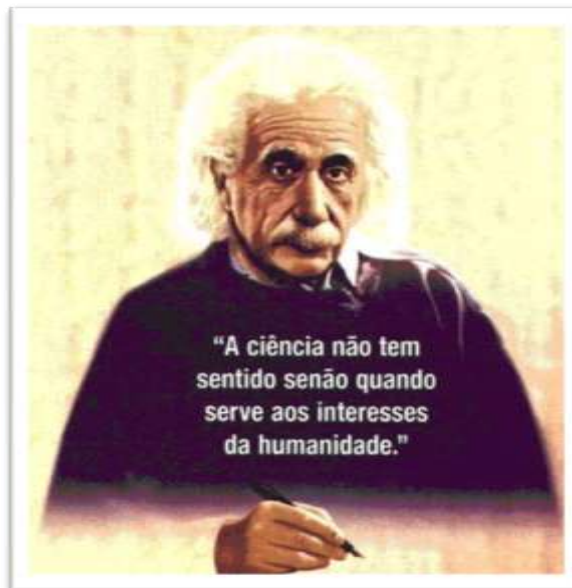 “A ciência não tem
sentido senão quando
serve aos interesses
da humanidade.”